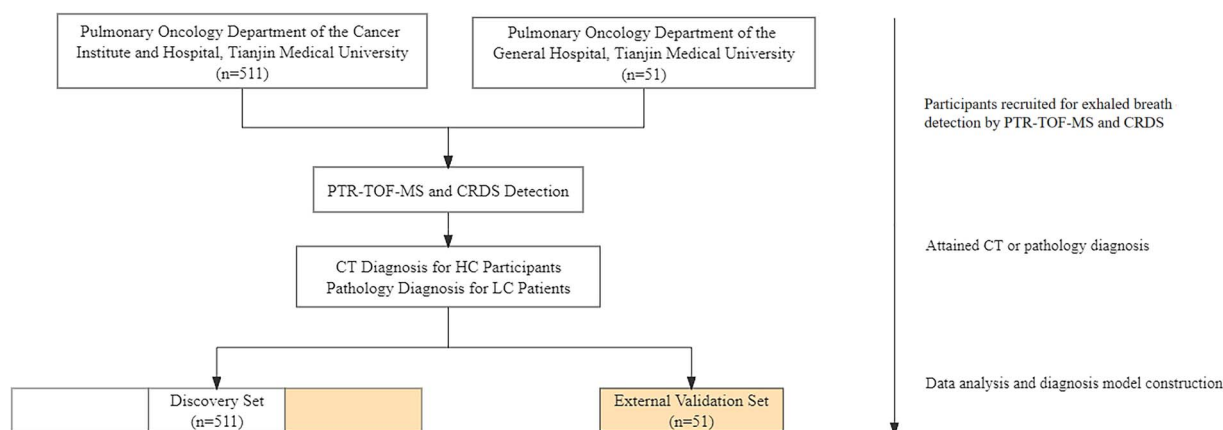 Pulmonary Oncology Department of the Cancer
Institute and Hospital, Tianjin Medical University
(n=511)
Pulmonary Oncology Department of the
General Hospital, Tianjin Medical University
(n=51)
Participants recruited for exhaled breath
detection by PTR-TOF-MS and CRDS
PTR-TOF-MS and CRDS Detection
Attained CT or pathology diagnosis
CT Diagnosis for HC Participants
Pathology Diagnosis for LC Patients
Data analysis and diagnosis model construction
Discovery Set
(n=511)
External Validation Set
(n=51)